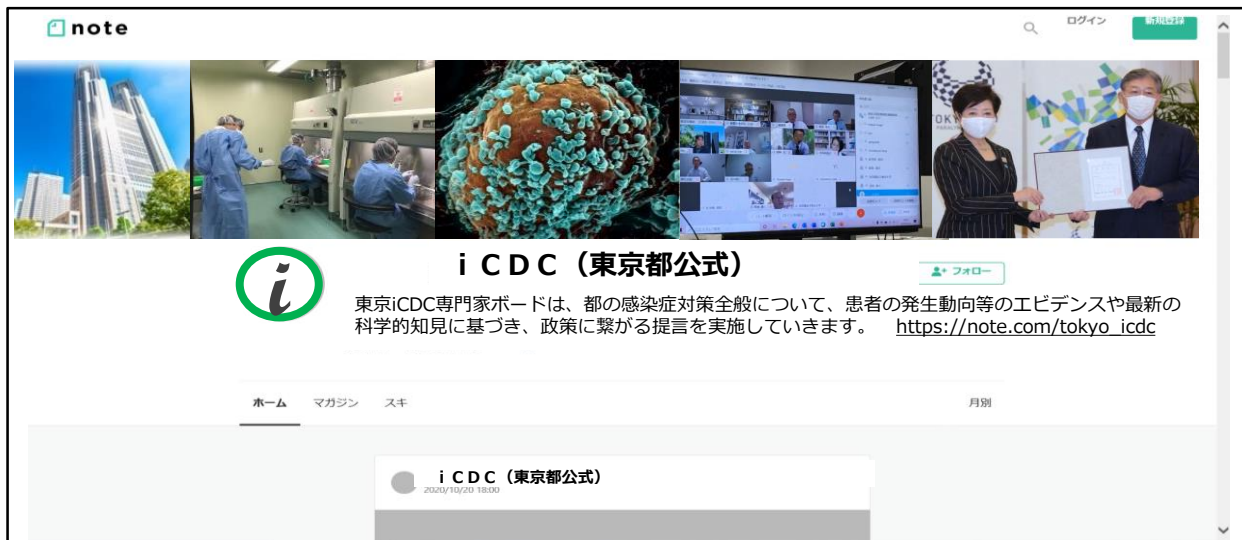 note
ログイン
新規登録
iCDC（東京都公式）
フォロー
東京iCDC専門家ボードは、都の感染症対策全般について、患者の発生動向等のエビデンスや最新の
科学的知見に基づき、政策に繋がる提言を実施していきます。 https://note.com/tokyo_icdc
ホーム マガジン スキ 月別
iCDC（東京都公式）
2020/10/20 18:00